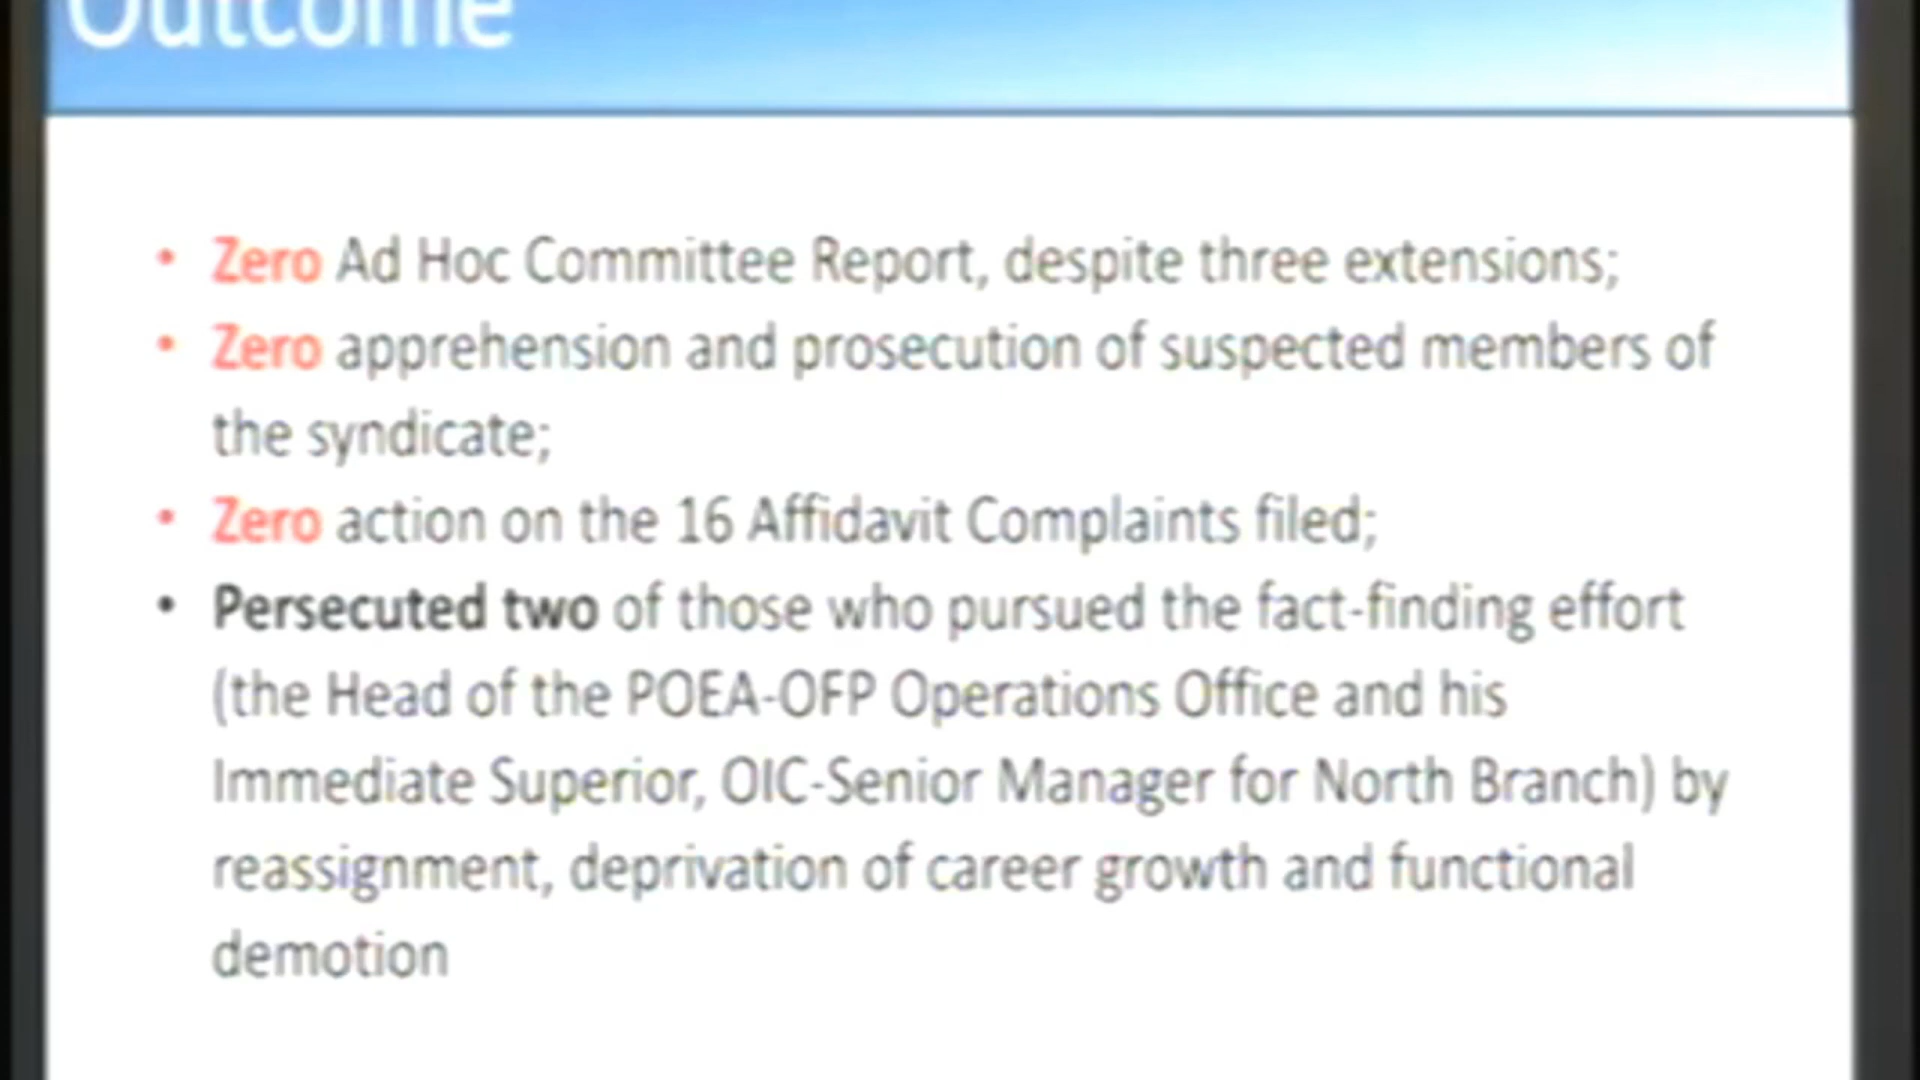 Outcome
• Zero Ad Hoc Committee Report, despite three extensions;
• Zero apprehension and prosecution of suspected members of
the syndicate;
• Zero action on the 16 Affidavit Complaints filed;
• Persecuted two of those who pursued the fact-finding effort
(the Head of the POEA-OFP Operations Office and his
Immediate Superior, OIC-Senior Manager for North Branch) by
reassignment, deprivation of career growth and functional
demotion